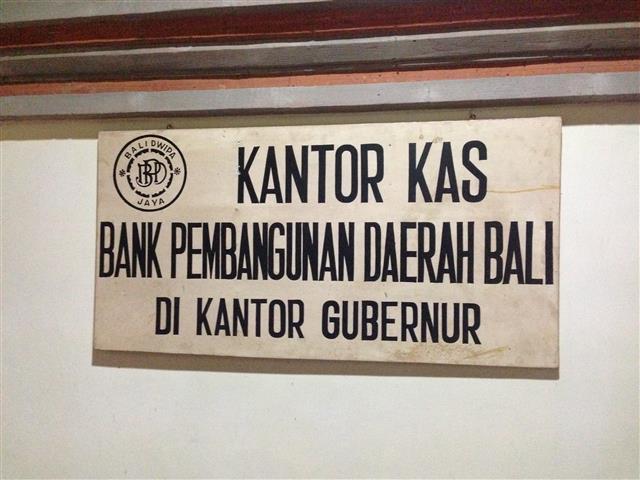 BALI DWIPA
BPD
JAYA
KANTOR KAS
BANK PEMBANGUNAN DAERAH BALI
DI KANTOR GUBERNUR